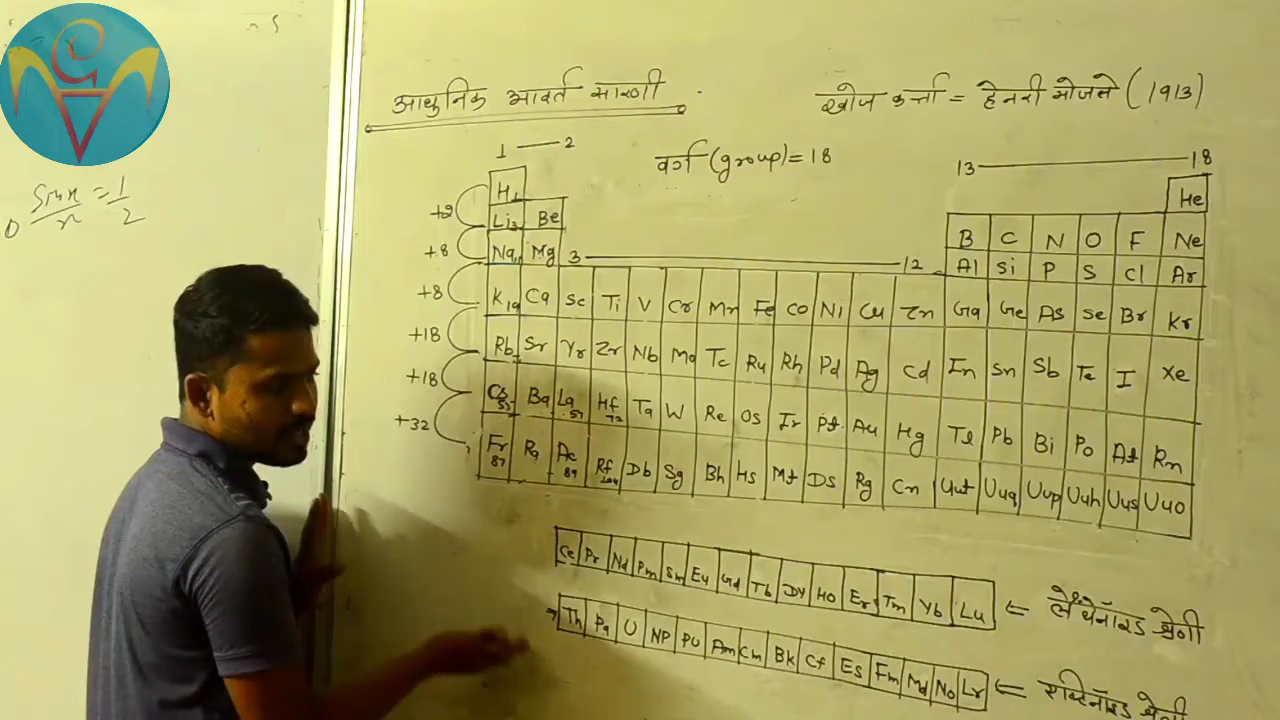 sin x / x = 1/2
आधुनिक आवर्त सारणी
खोज कर्त्ता = हेनरी मोजले (1913)
वर्ग (group) = 18
1 — 2
13 — 18
H1 He
+2
Li3 Be B C N O F Ne
+8
Na11 Mg 3 — 12 Al Si P S Cl Ar
+8
K19 Ca Sc Ti V Cr Mn Fe Co Ni Cu Zn Ga Ge As Se Br Kr
+18
Rb Sr Yr Zr Nb Mo Tc Ru Rh Pd Ag Cd In Sn Sb Te I Xe
+18
Cs55 Ba La57 Hf72 Ta W Re Os Ir Pt Au Hg Tl Pb Bi Po At Rn
+32
Fr87 Ra Ac89 Rf104 Db Sg Bh Hs Mt Ds Rg Cn Uut Uuq Uup Uuh Uus Uuo
Ce Pr Nd Pm Sm Eu Gd Tb Dy Ho Er Tm Yb Lu ⇐ लैंथेनॉइड श्रेणी
→ Th Pa U Np Pu Am Cm Bk Cf Es Fm Md No Lr ⇐ एक्टिनॉइड श्रेणी